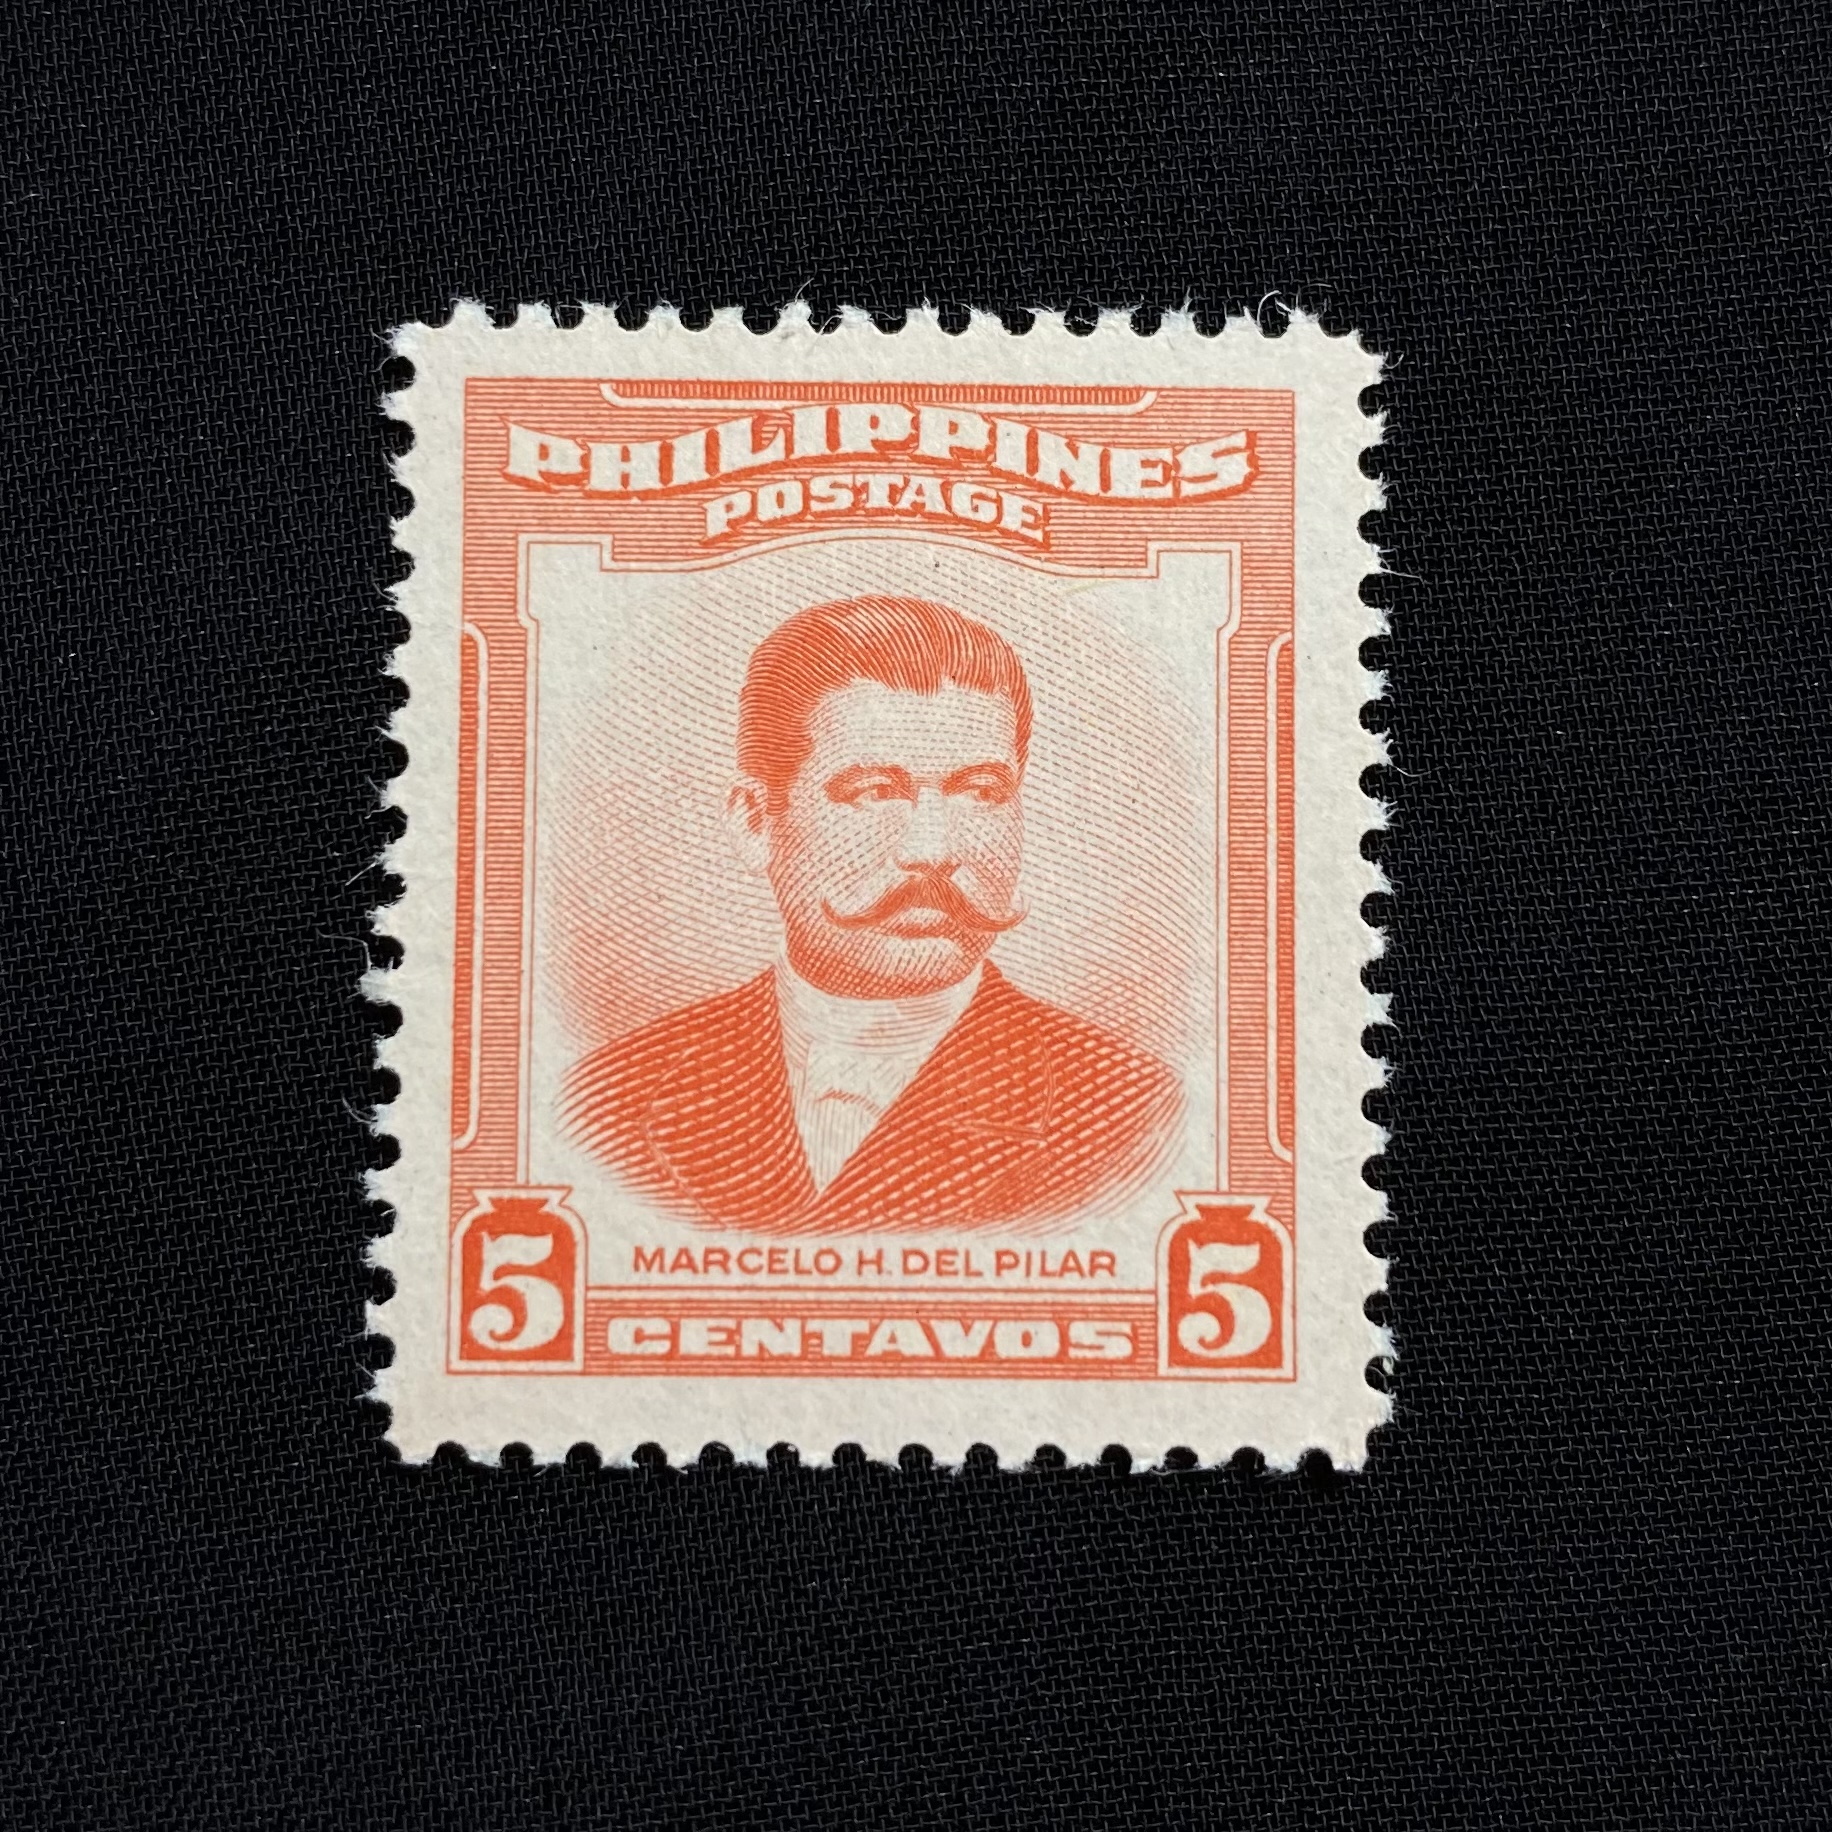 PHILIPPINES
POSTAGE
MARCELO H. DEL PILAR
5 CENTAVOS 5